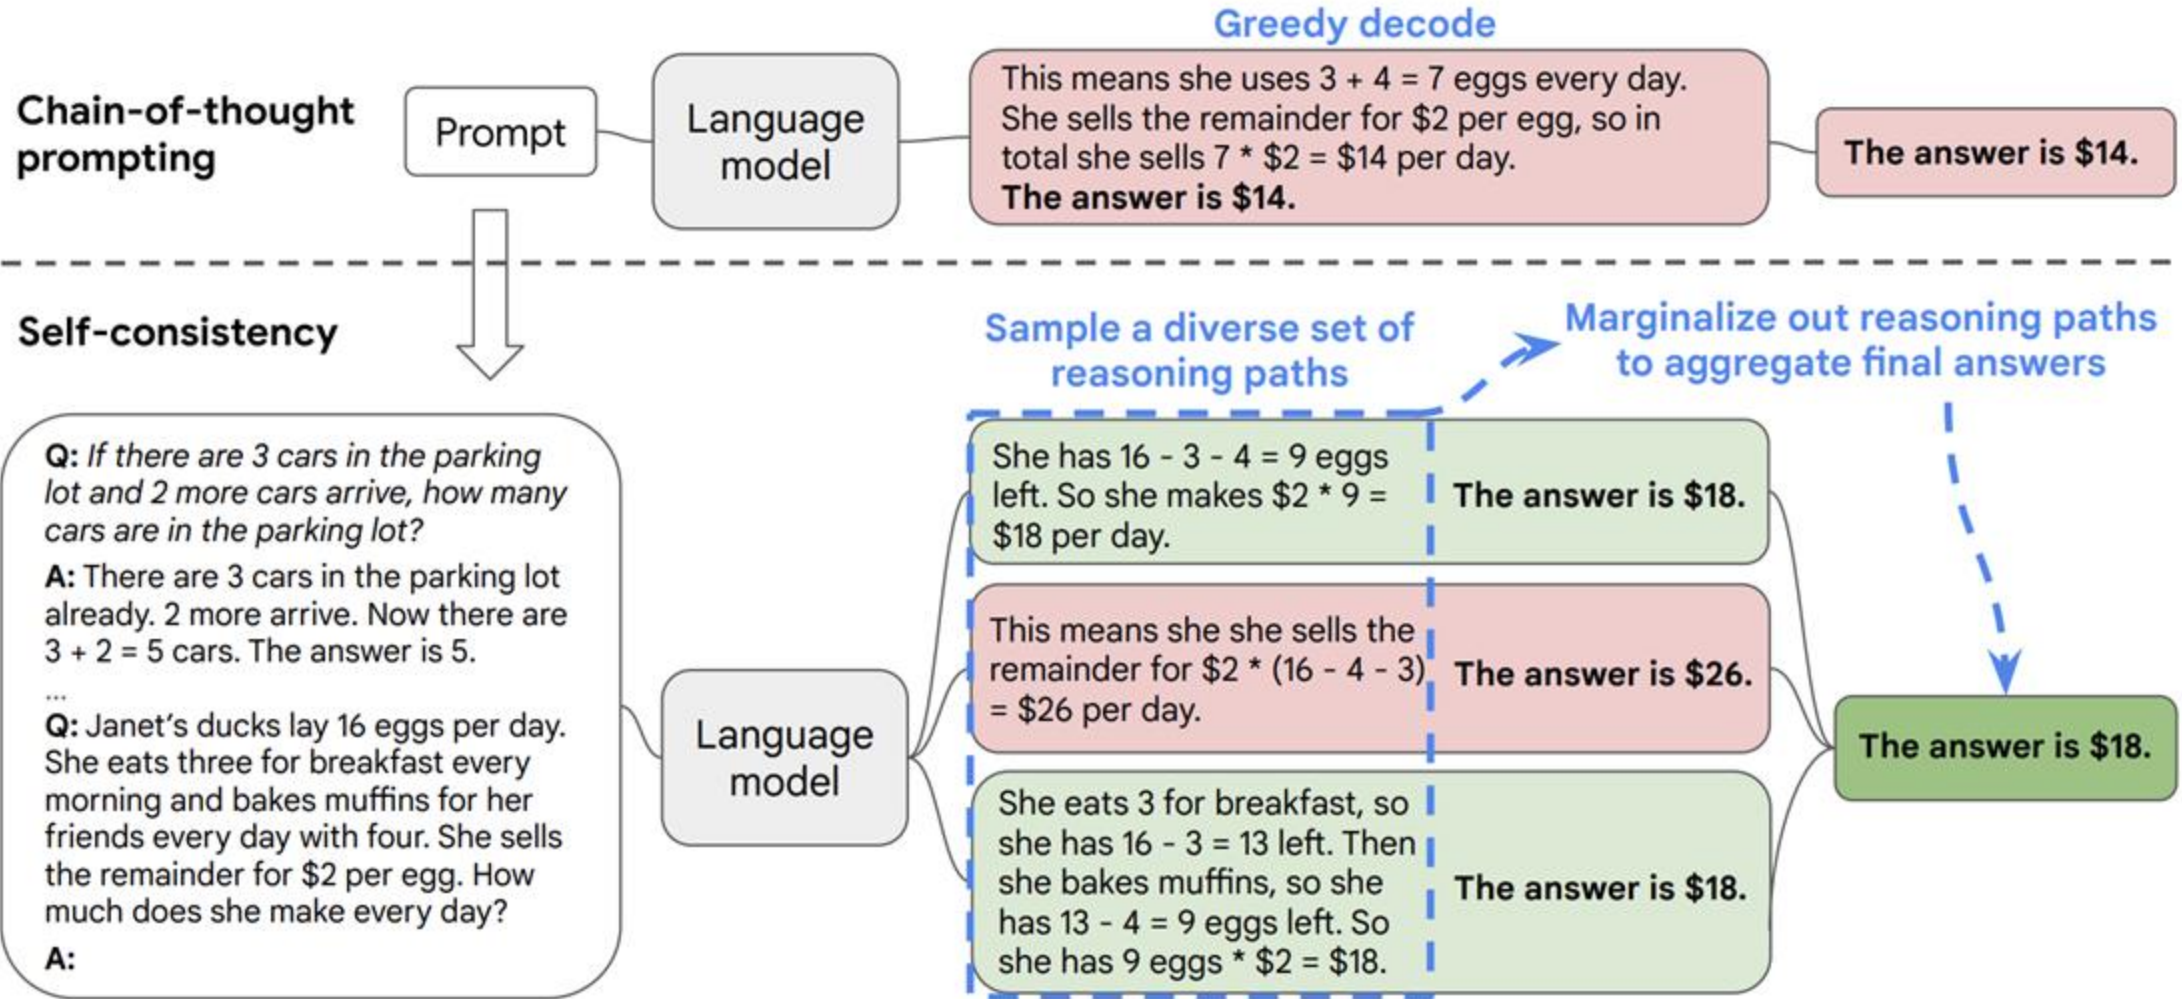 Greedy decode
Chain-of-thought
prompting
Prompt
Language
model
This means she uses 3 + 4 = 7 eggs every day.
She sells the remainder for $2 per egg, so in
total she sells 7 * $2 = $14 per day.
The answer is $14.
The answer is $14.
Self-consistency
Sample a diverse set of
reasoning paths
Marginalize out reasoning paths
to aggregate final answers
Q: If there are 3 cars in the parking
lot and 2 more cars arrive, how many
cars are in the parking lot?
A: There are 3 cars in the parking lot
already. 2 more arrive. Now there are
3 + 2 = 5 cars. The answer is 5.
...
Q: Janet's ducks lay 16 eggs per day.
She eats three for breakfast every
morning and bakes muffins for her
friends every day with four. She sells
the remainder for $2 per egg. How
much does she make every day?
A:
Language
model
She has 16 - 3 - 4 = 9 eggs
left. So she makes $2 * 9 =
$18 per day.
The answer is $18.
This means she she sells the
remainder for $2 * (16 - 4 - 3)
= $26 per day.
The answer is $26.
She eats 3 for breakfast, so
she has 16 - 3 = 13 left. Then
she bakes muffins, so she
has 13 - 4 = 9 eggs left. So
she has 9 eggs * $2 = $18.
The answer is $18.
The answer is $18.